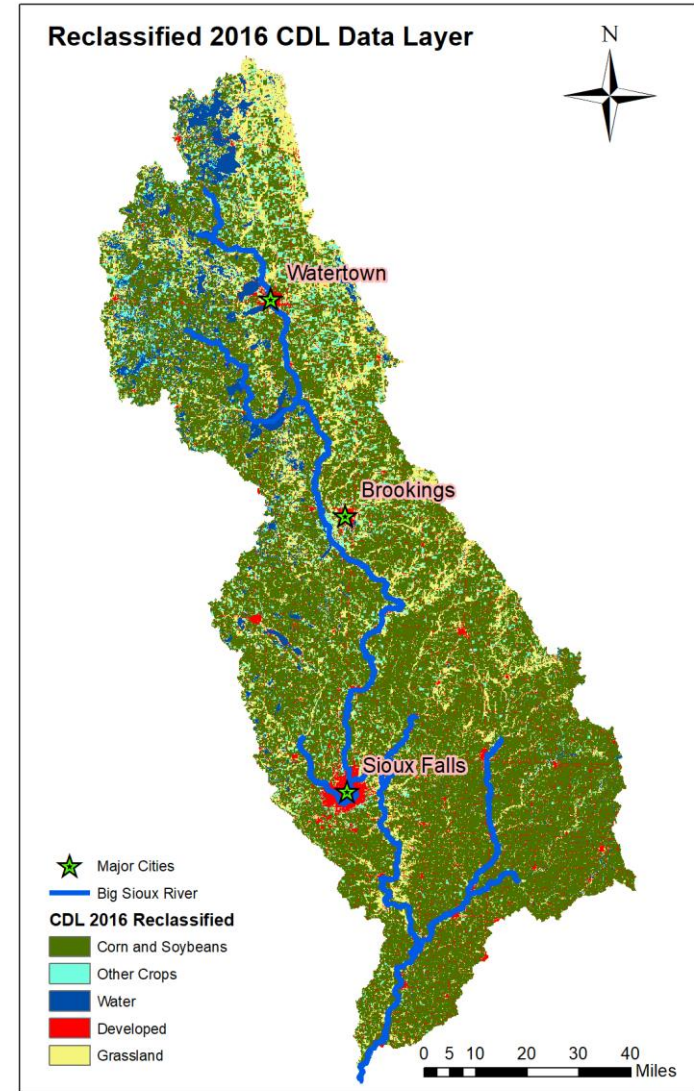 Reclassified 2016 CDL Data Layer
N
Watertown
Brookings
Sioux Falls
Major Cities
Big Sioux River
CDL 2016 Reclassified
Corn and Soybeans
Other Crops
Water
Developed
Grassland
0 5 10 20 30 40
Miles